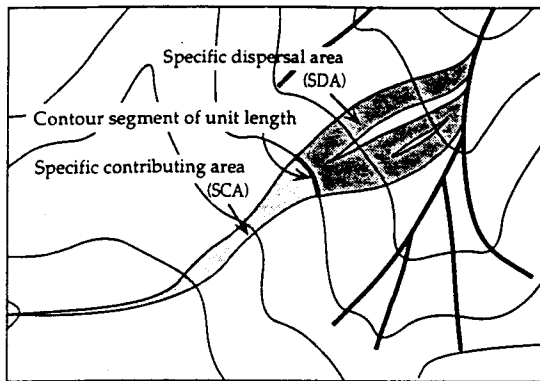 Specific dispersal area
(SDA)
Contour segment of unit length
Specific contributing area
(SCA)